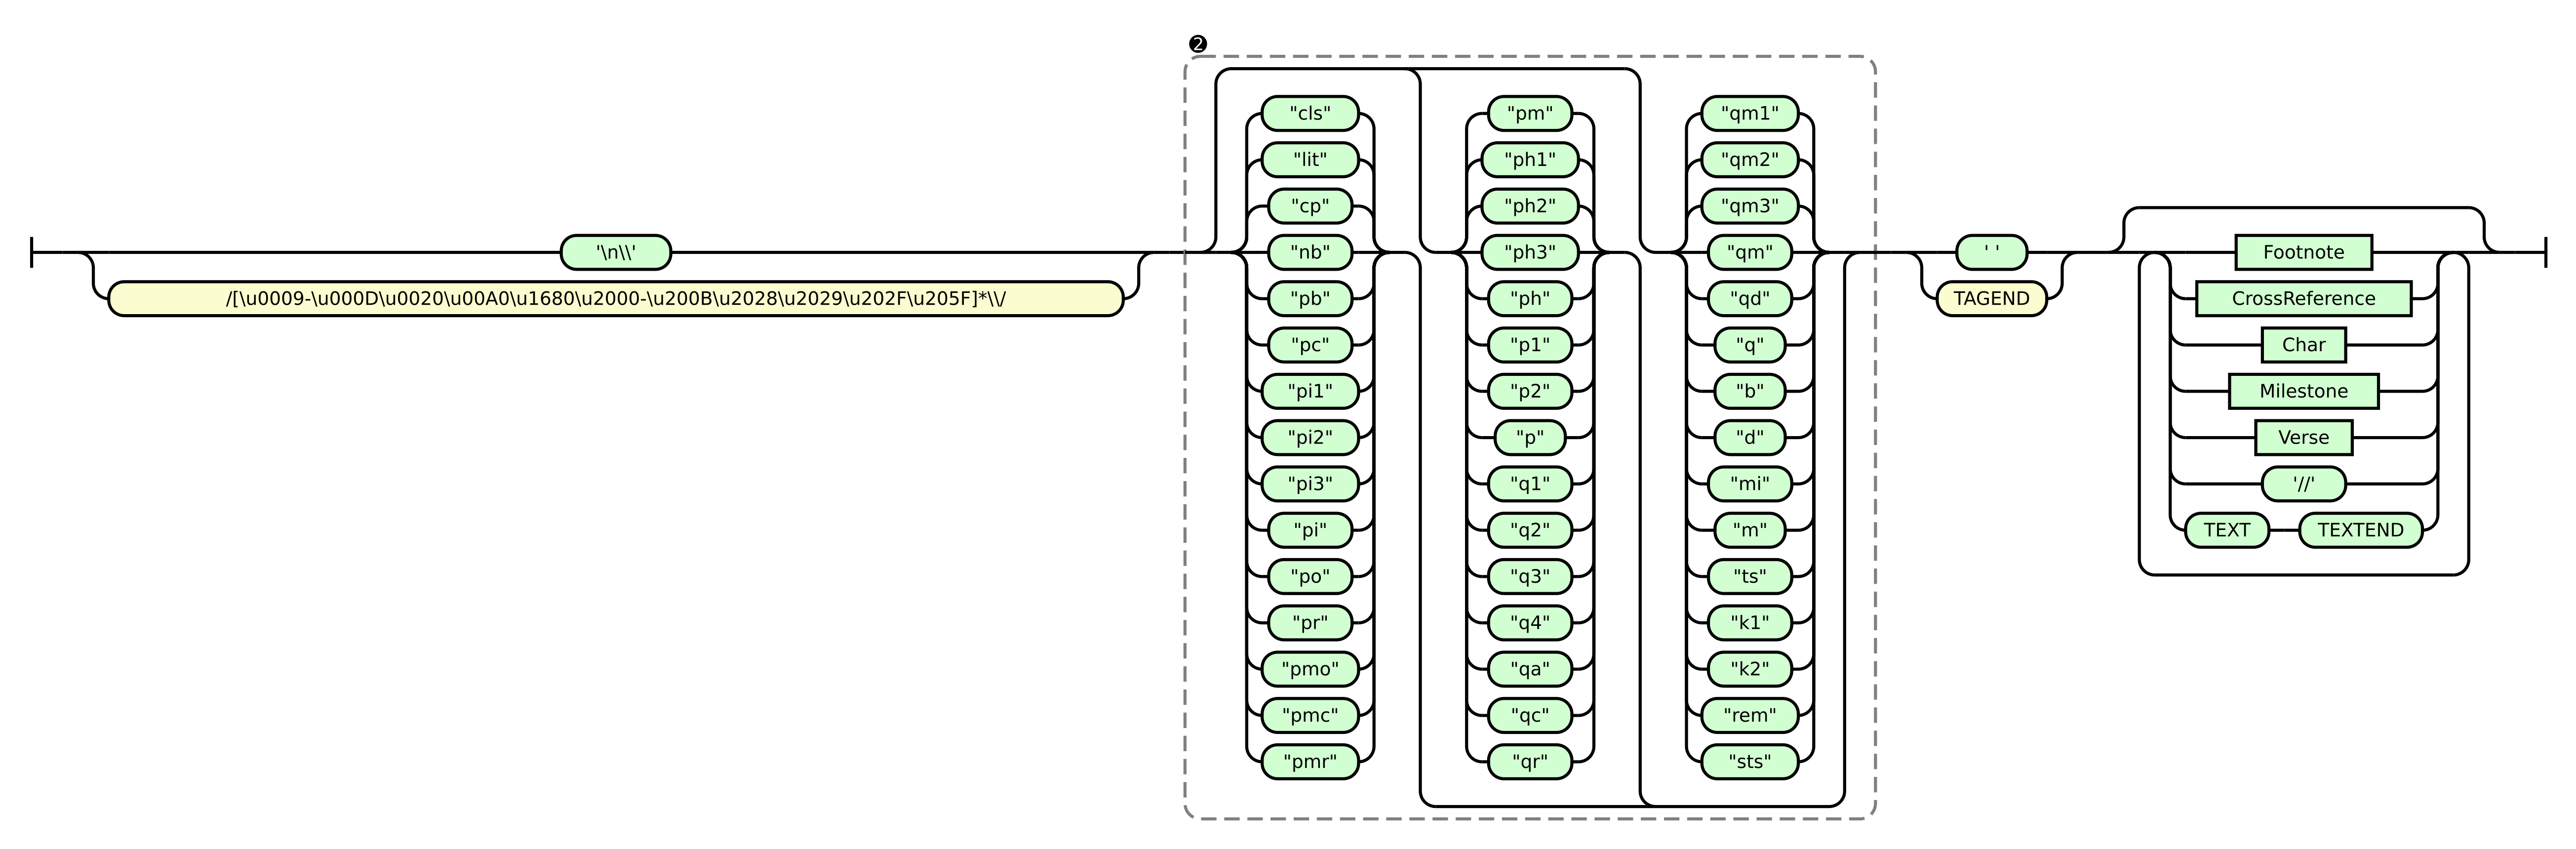 ❷
'\n\\'
/[\u0009-\u000D\u0020\u00A0\u1680\u2000-\u200B\u2028\u2029\u202F\u205F]*\\/
"cls"
"lit"
"cp"
"nb"
"pb"
"pc"
"pi1"
"pi2"
"pi3"
"pi"
"po"
"pr"
"pmo"
"pmc"
"pmr"
"pm"
"ph1"
"ph2"
"ph3"
"ph"
"p1"
"p2"
"p"
"q1"
"q2"
"q3"
"q4"
"qa"
"qc"
"qr"
"qm1"
"qm2"
"qm3"
"qm"
"qd"
"q"
"b"
"d"
"mi"
"m"
"ts"
"k1"
"k2"
"rem"
"sts"
' '
TAGEND
Footnote
CrossReference
Char
Milestone
Verse
'//'
TEXT TEXTEND